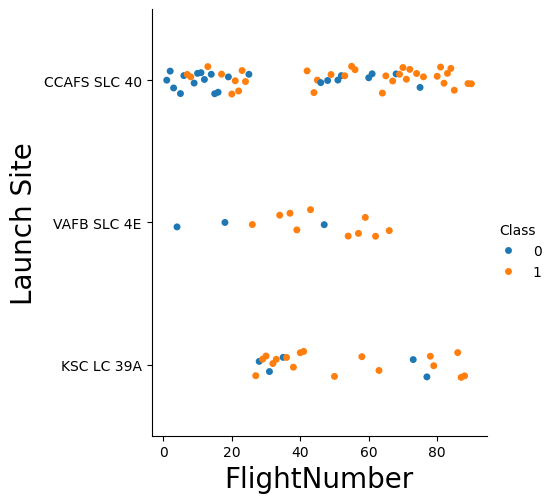 CCAFS SLC 40
VAFB SLC 4E
KSC LC 39A
Launch Site
0 20 40 60 80
FlightNumber
Class
0
1